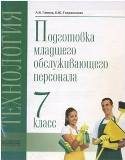 ТЕХНОЛОГИЯ
Подготовка
младшего
обслуживающего
персонала
7
класс